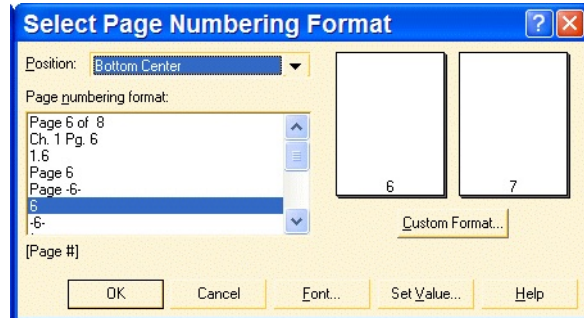 Select Page Numbering Format
Position: Bottom Center
Page numbering format:
Page 6 of 8
Ch. 1 Pg. 6
1.6
Page 6
Page -6-
6
-6-
[Page #]
6 7
Custom Format...
OK Cancel Font... Set Value... Help